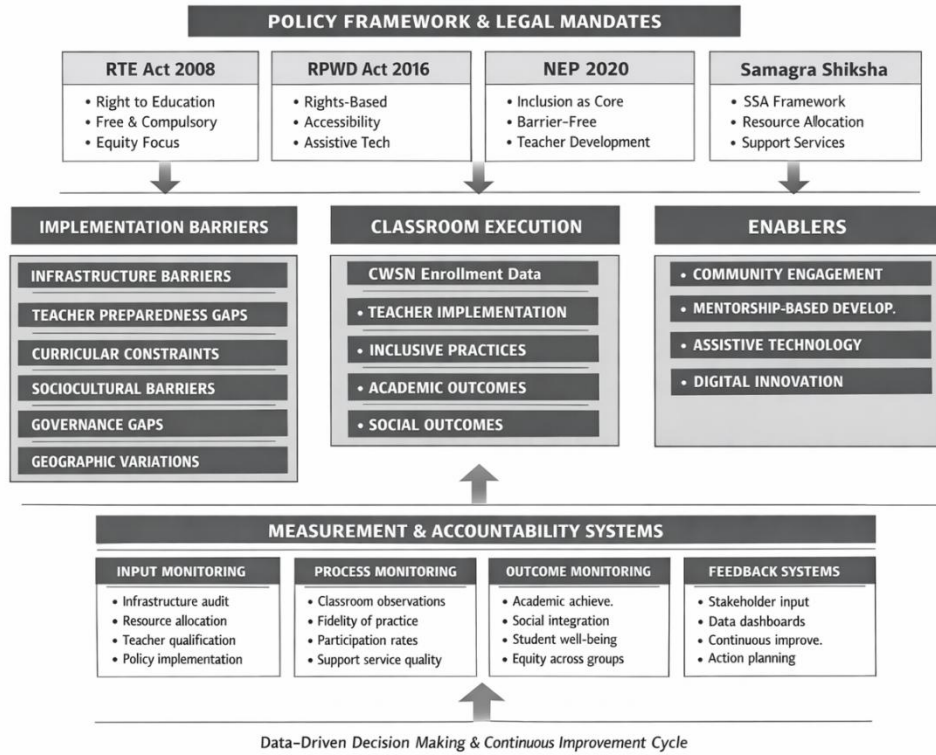 POLICY FRAMEWORK & LEGAL MANDATES
RTE Act 2008
• Right to Education
• Free & Compulsory
• Equity Focus
RPWD Act 2016
• Rights-Based
• Accessibility
• Assistive Tech
NEP 2020
• Inclusion as Core
• Barrier-Free
• Teacher Development
Samagra Shiksha
• SSA Framework
• Resource Allocation
• Support Services
IMPLEMENTATION BARRIERS
INFRASTRUCTURE BARRIERS
TEACHER PREPAREDNESS GAPS
CURRICULAR CONSTRAINTS
SOCIOCULTURAL BARRIERS
GOVERNANCE GAPS
GEOGRAPHIC VARIATIONS
CLASSROOM EXECUTION
CWSN Enrollment Data
• TEACHER IMPLEMENTATION
• INCLUSIVE PRACTICES
• ACADEMIC OUTCOMES
• SOCIAL OUTCOMES
ENABLERS
• COMMUNITY ENGAGEMENT
• MENTORSHIP-BASED DEVELOP.
• ASSISTIVE TECHNOLOGY
• DIGITAL INNOVATION
MEASUREMENT & ACCOUNTABILITY SYSTEMS
INPUT MONITORING
• Infrastructure audit
• Resource allocation
• Teacher qualification
• Policy implementation
PROCESS MONITORING
• Classroom observations
• Fidelity of practice
• Participation rates
• Support service quality
OUTCOME MONITORING
• Academic achieve.
• Social integration
• Student well-being
• Equity across groups
FEEDBACK SYSTEMS
• Stakeholder input
• Data dashboards
• Continuous improve.
• Action planning
Data-Driven Decision Making & Continuous Improvement Cycle